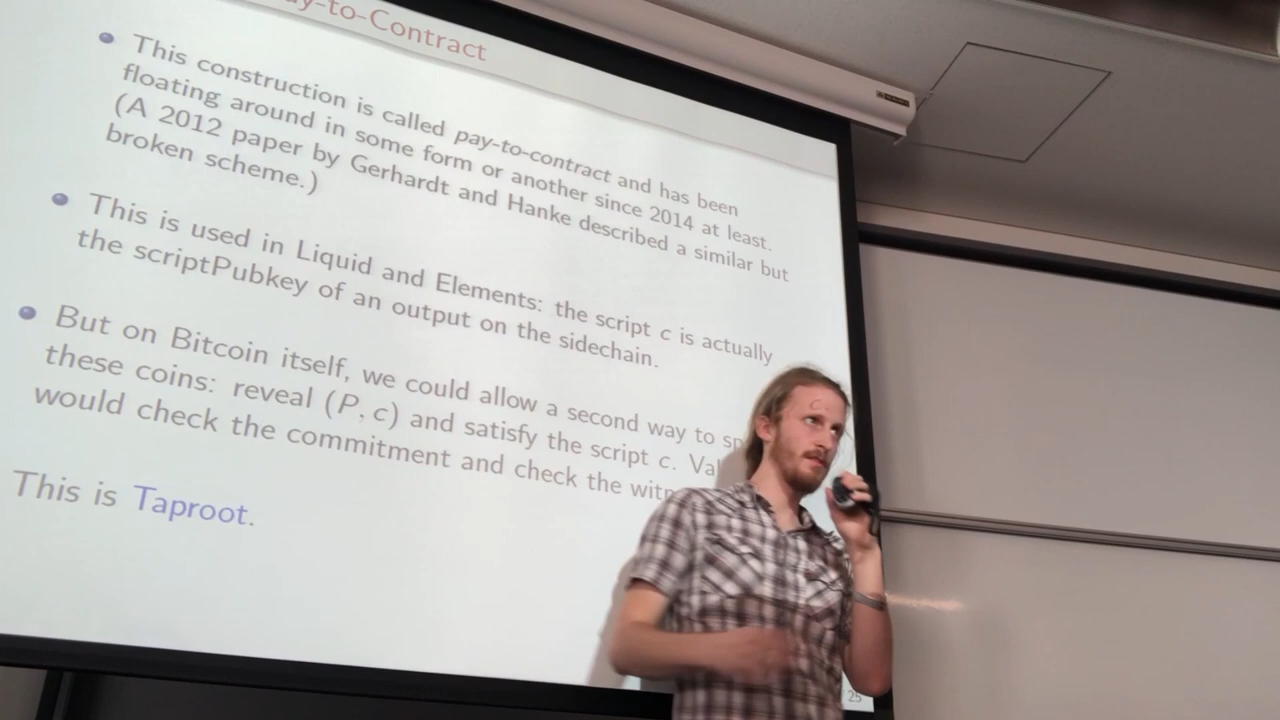 -to-Contract
This construction is called pay-to-contract and has been
floating around in some form or another since 2014 at least.
(A 2012 paper by Gerhardt and Hanke described a similar but
broken scheme.)
This is used in Liquid and Elements: the script c is actually
the scriptPubkey of an output on the sidechain.
But on Bitcoin itself, we could allow a second way to sp
these coins: reveal (P, c) and satisfy the script c. Val
would check the commitment and check the witn
This is Taproot.
25